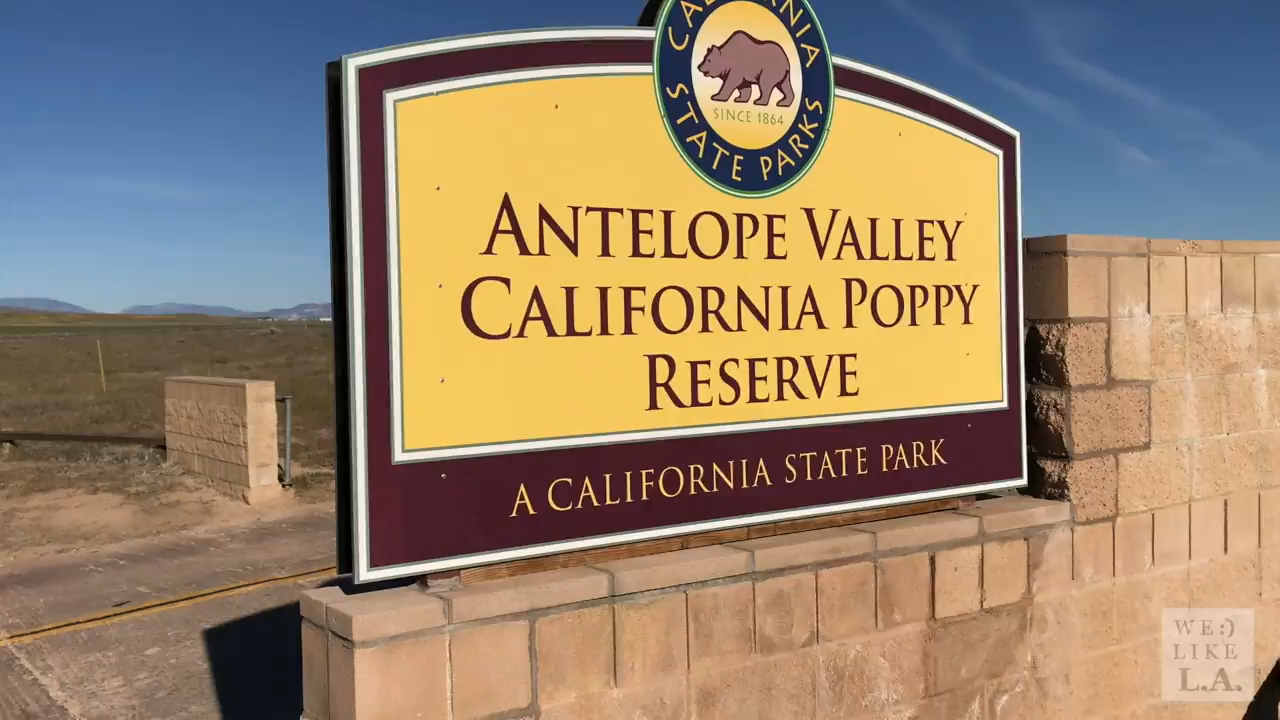 CALIFORNIA
STATE PARKS
SINCE 1864
ANTELOPE VALLEY
CALIFORNIA POPPY
RESERVE
A CALIFORNIA STATE PARK
WE:)
LIKE
L.A.